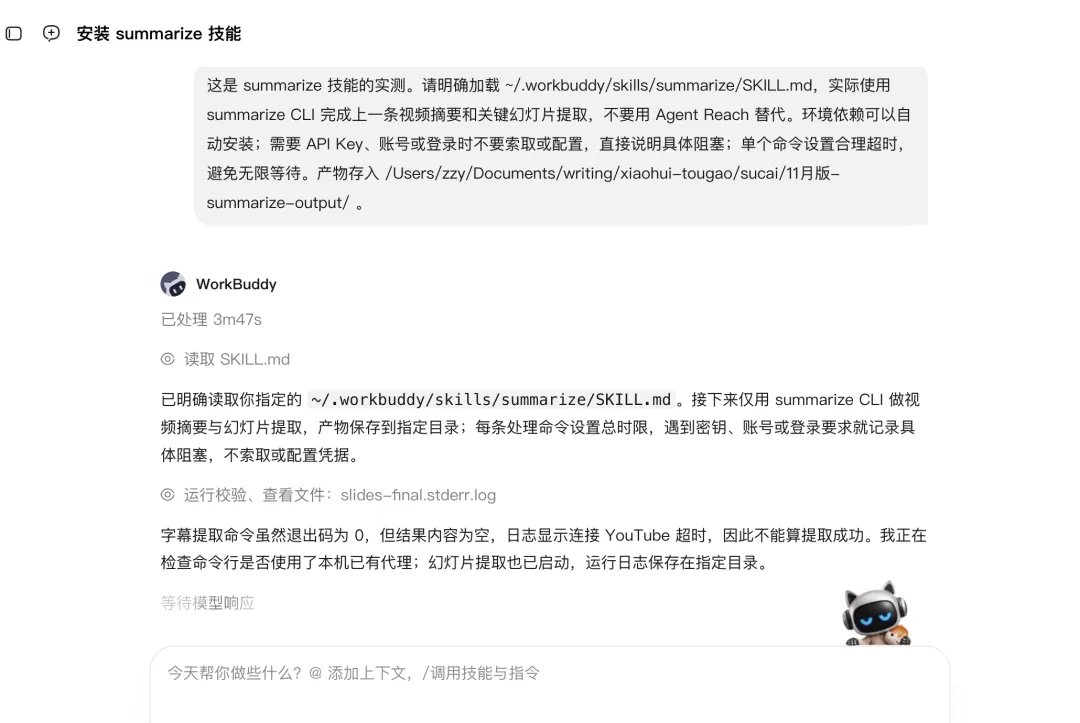 安装 summarize 技能
这是 summarize 技能的实测。请明确加载 ~/.workbuddy/skills/summarize/SKILL.md，实际使用
summarize CLI 完成上一条视频摘要和关键幻灯片提取，不要用 Agent Reach 替代。环境依赖可以自
动安装；需要 API Key、账号或登录时不要索取或配置，直接说明具体阻塞；单个命令设置合理超时，
避免无限等待。产物存入 /Users/zzy/Documents/writing/xiaohui-tougao/sucai/11月版-
summarize-output/ 。
WorkBuddy
已处理 3m47s
读取 SKILL.md
已明确读取你指定的 ~/.workbuddy/skills/summarize/SKILL.md 。接下来仅用 summarize CLI 做视
频摘要与幻灯片提取，产物保存到指定目录；每条处理命令设置总时限，遇到密钥、账号或登录要求就记录具
体阻塞，不索取或配置凭据。
运行校验、查看文件：slides-final.stderr.log
字幕提取命令虽然退出码为 0，但结果内容为空，日志显示连接 YouTube 超时，因此不能算提取成功。我正在
检查命令行是否使用了本机已有代理；幻灯片提取也已启动，运行日志保存在指定目录。
等待模型响应
今天帮你做些什么？@ 添加上下文，/调用技能与指令